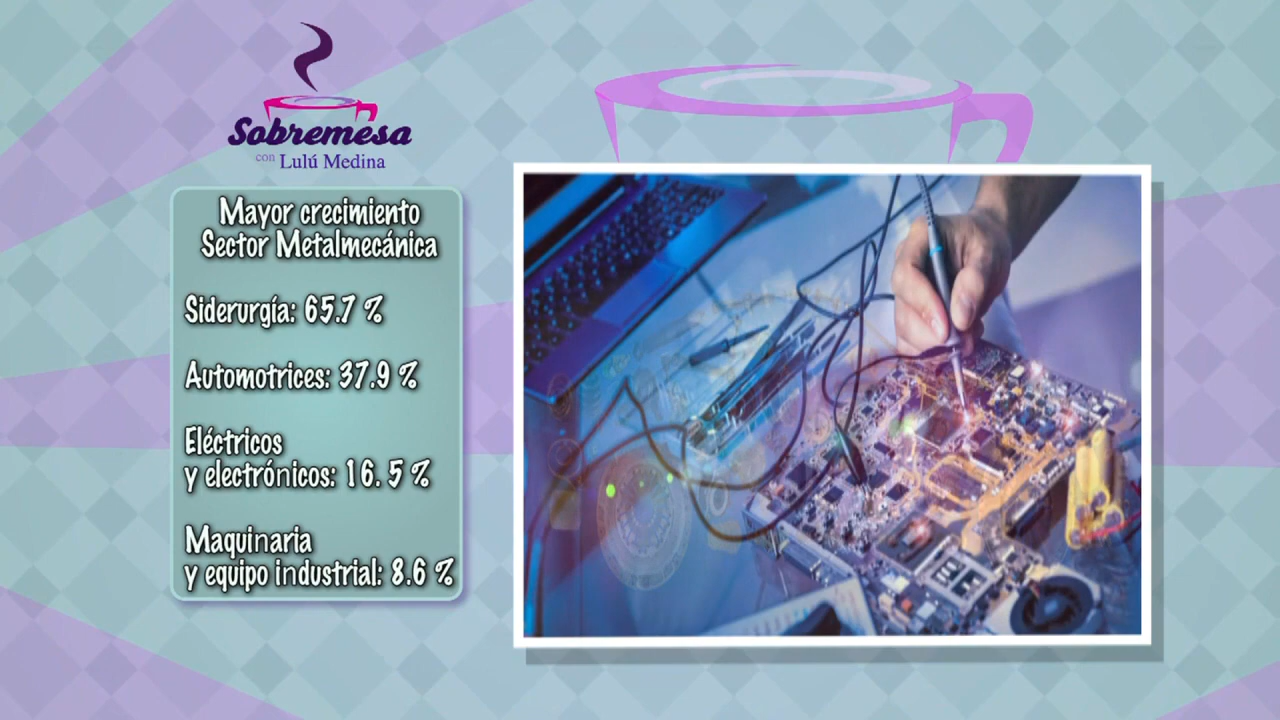 Sobremesa
con Lulú Medina
Mayor crecimiento
Sector Metalmecánica
Siderurgía: 65.7 %
Automotrices: 37.9 %
Eléctricos
y electrónicos: 16. 5 %
Maquinaria
y equipo industrial: 8.6 %